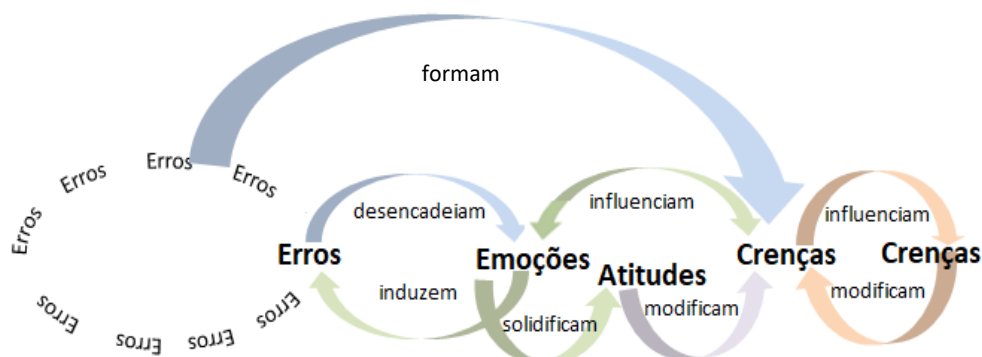 formam
Erros
Erros
Erros
Erros
Erros
Erros
Erros
Erros
desencadeiam
influenciam
influenciam
Erros
Emoções
Atitudes
Crenças
Crenças
induzem
solidificam
modificam
modificam